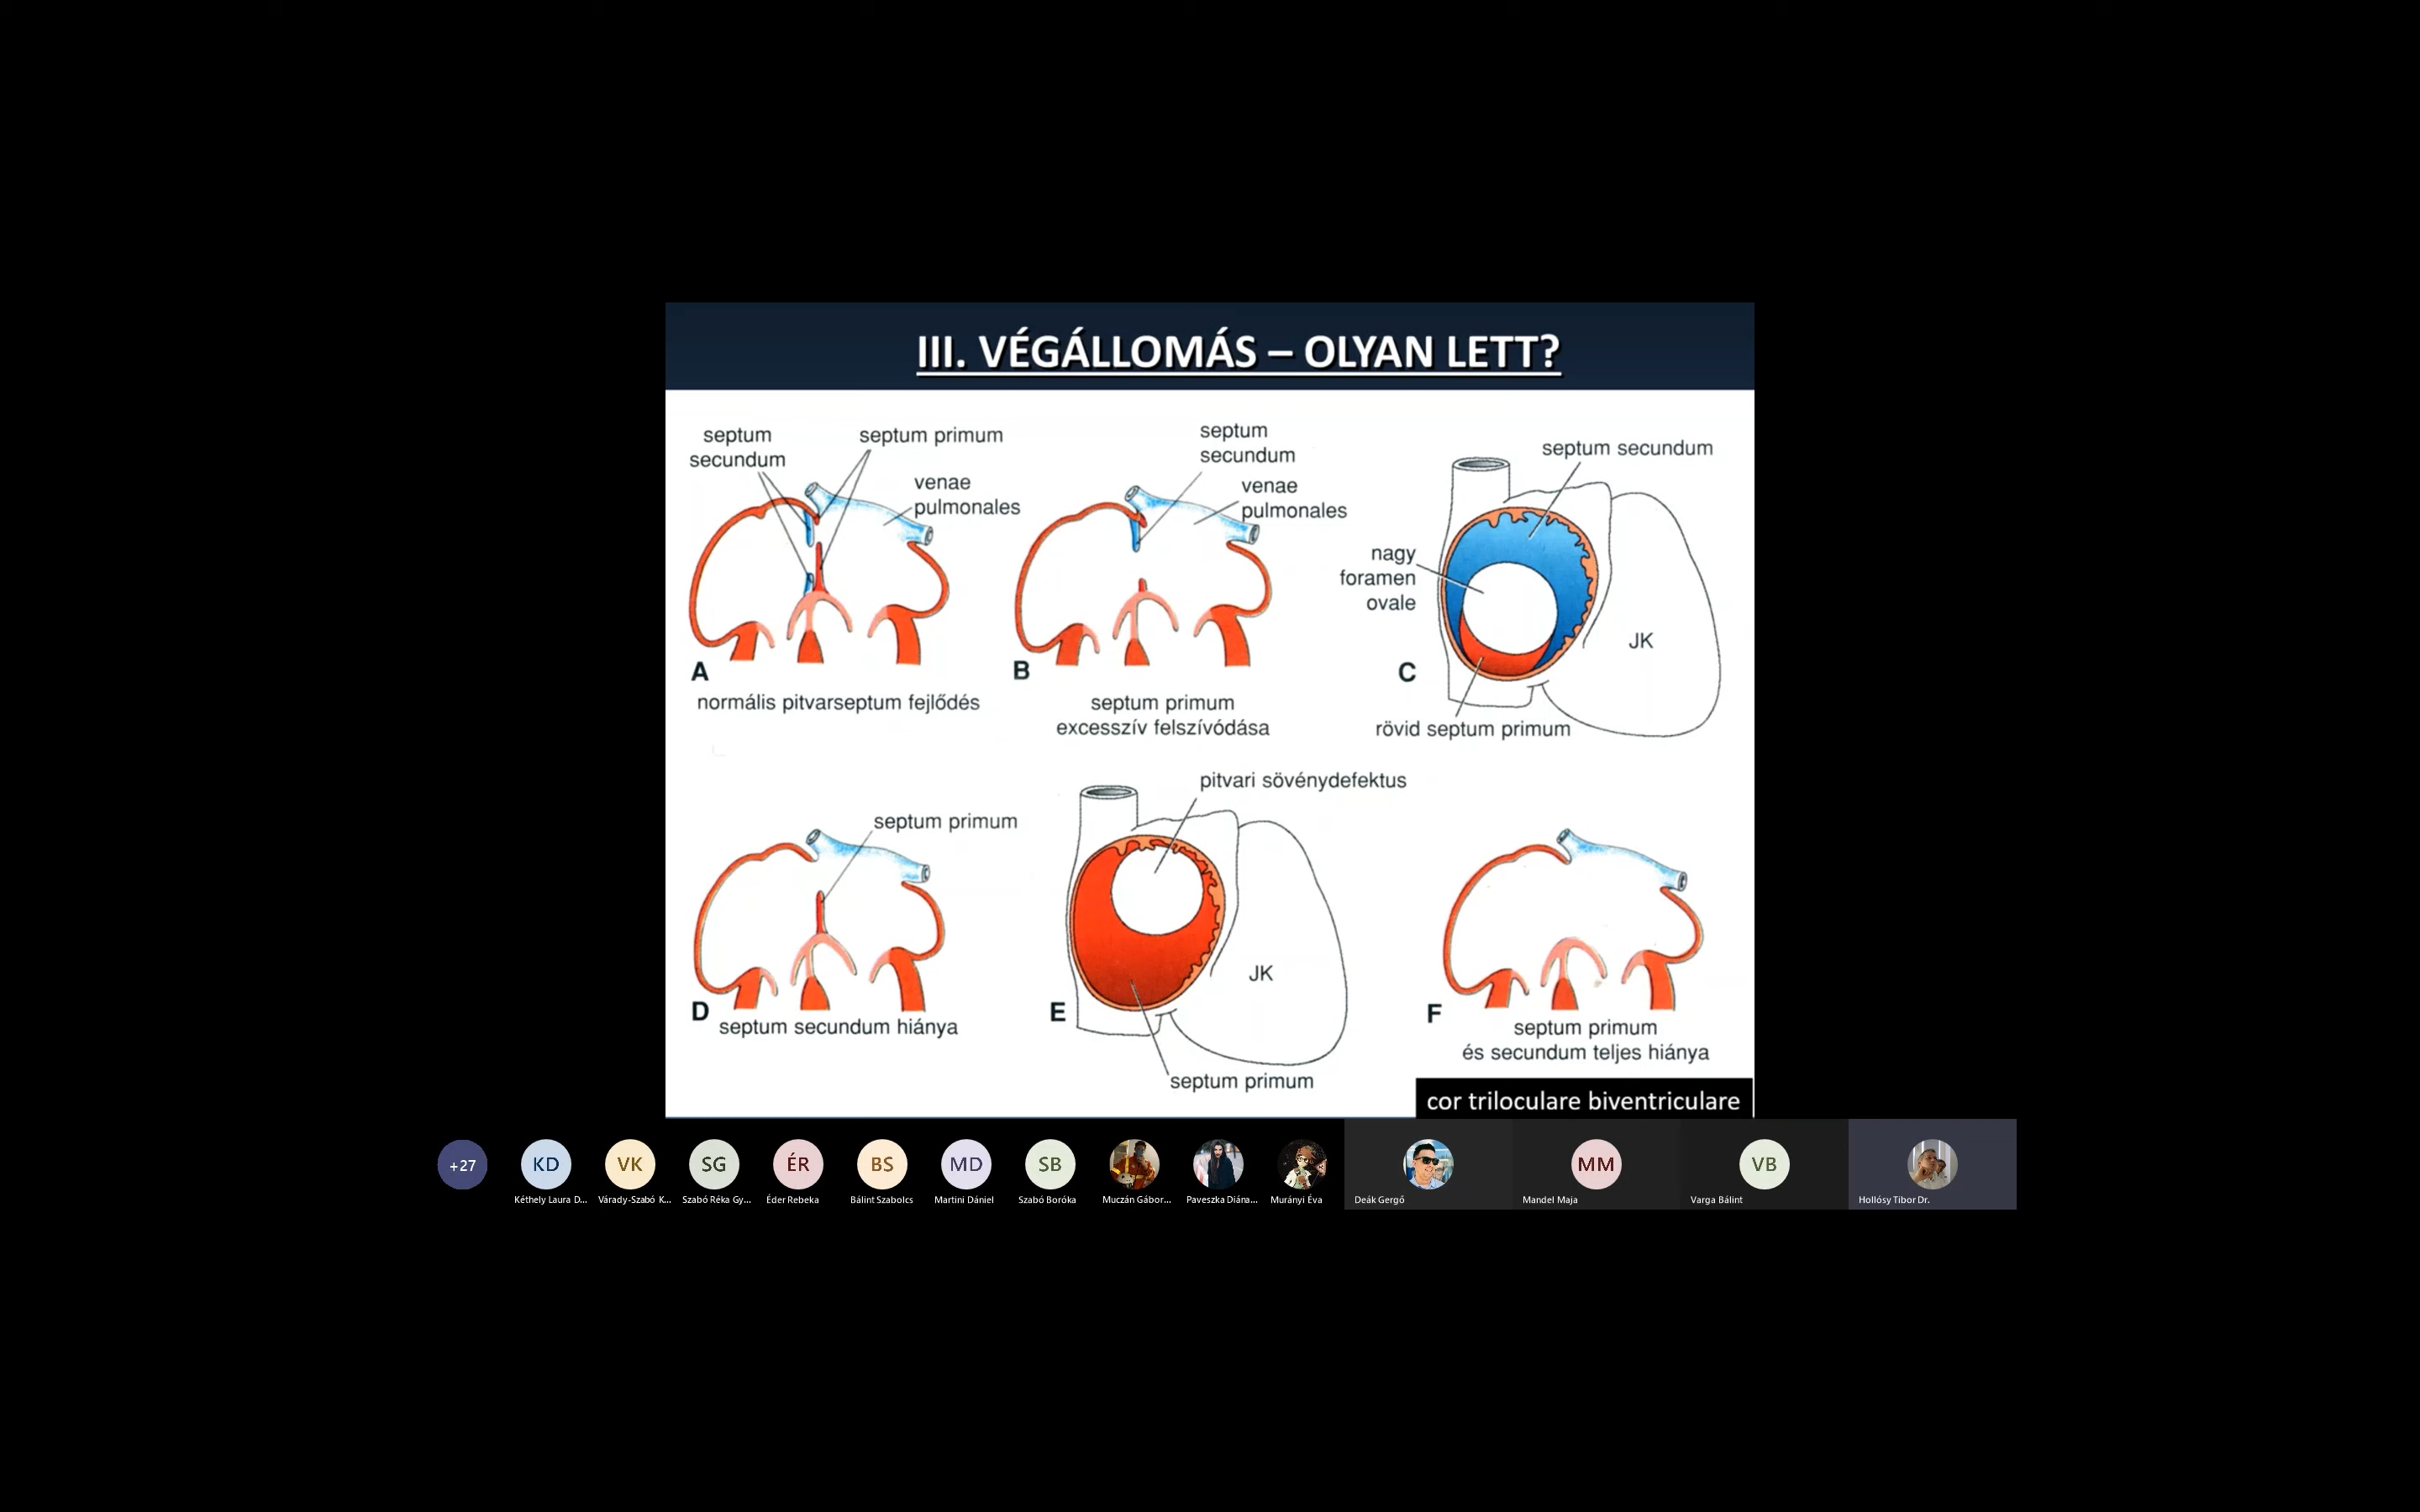 III. VÉGÁLLOMÁS – OLYAN LETT?
septum
secundum
septum primum
venae
pulmonales
A
normális pitvarseptum fejlődés
septum
secundum
venae
pulmonales
B
septum primum
excesszív felszívódása
septum secundum
nagy
foramen
ovale
JK
C
rövid septum primum
septum primum
D
septum secundum hiánya
pitvari sövénydefektus
JK
E
septum primum
F
septum primum
és secundum teljes hiánya
cor triloculare biventriculare
+27
KD
VK
SG
ÉR
BS
MD
SB
MM
VB
Kéthely Laura D...
Várady-Szabó K...
Szabó Réka Gy...
Éder Rebeka
Bálint Szabolcs
Martini Dániel
Szabó Boróka
Muczán Gábor...
Paveszka Diána...
Murányi Éva
Deák Gergő
Mandel Maja
Varga Bálint
Hollósy Tibor Dr.